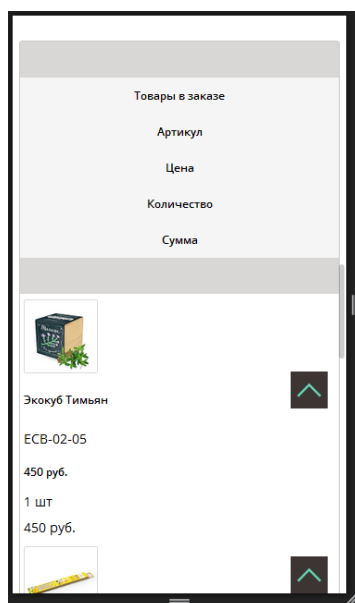 Товары в заказе
Артикул
Цена
Количество
Сумма
Экокуб Тимьян
ECB-02-05
450 руб.
1 шт
450 руб.